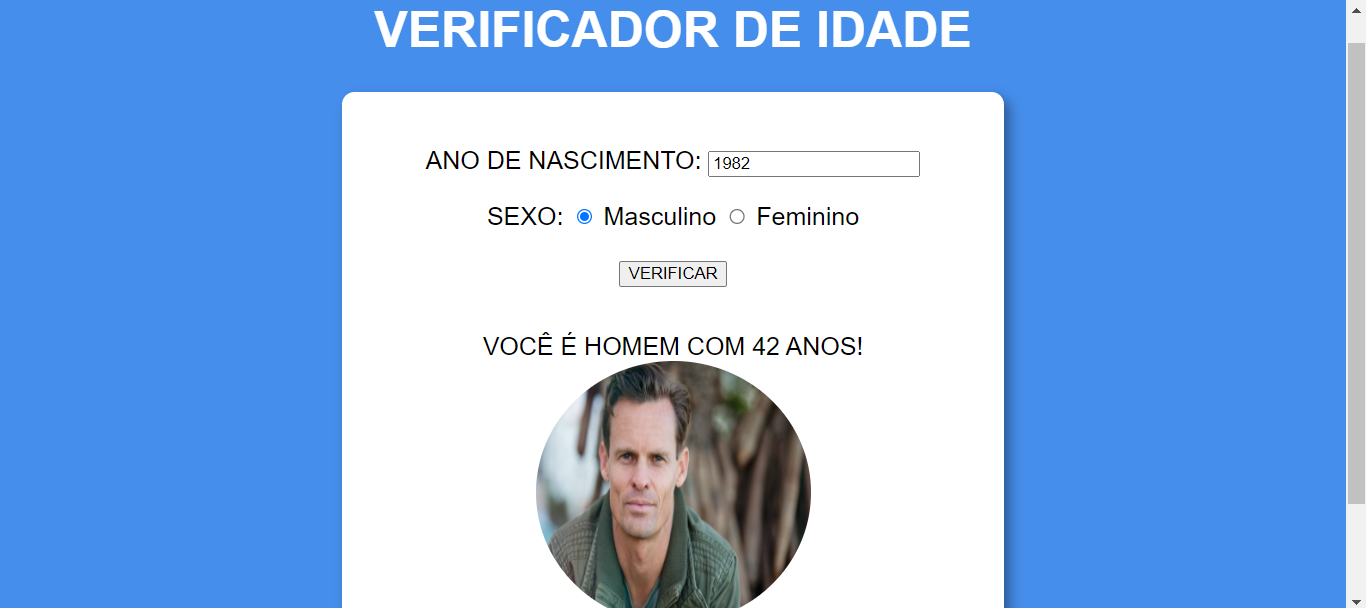 VERIFICADOR DE IDADE
ANO DE NASCIMENTO: 1982
SEXO: Masculino Feminino
VERIFICAR
VOCÊ É HOMEM COM 42 ANOS!